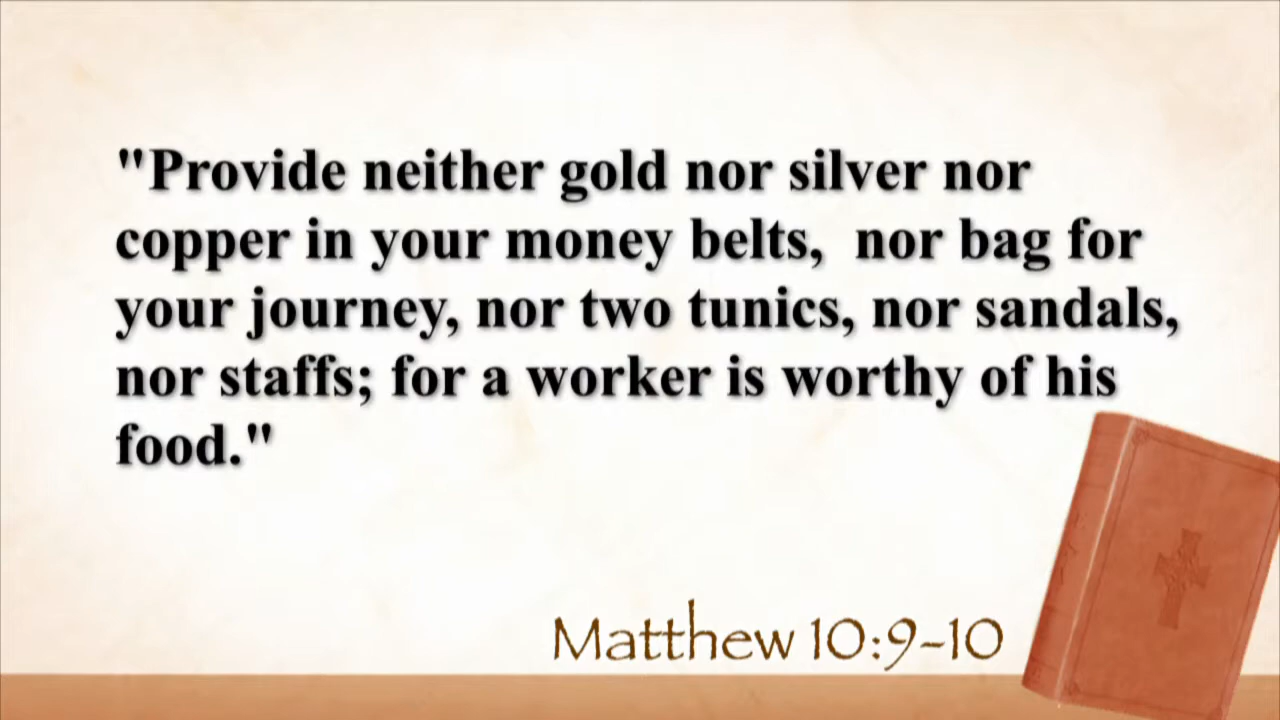 "Provide neither gold nor silver nor
copper in your money belts,  nor bag for
your journey, nor two tunics, nor sandals,
nor staffs; for a worker is worthy of his
food."
Matthew 10:9-10